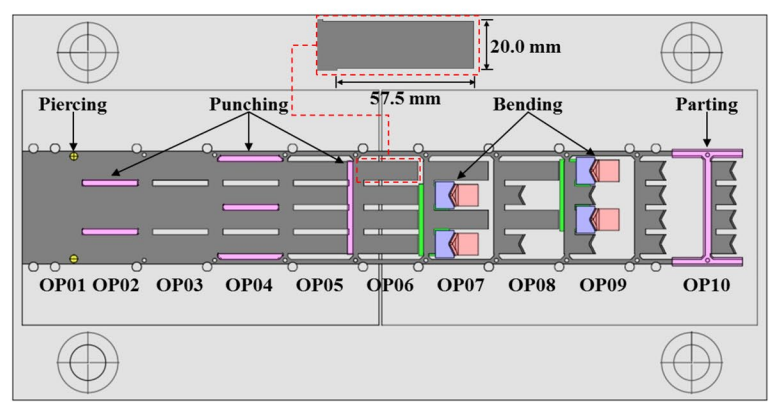 20.0 mm
57.5 mm
Piercing
Punching
Bending
Parting
OP01 OP02 OP03 OP04 OP05 OP06 OP07 OP08 OP09 OP10